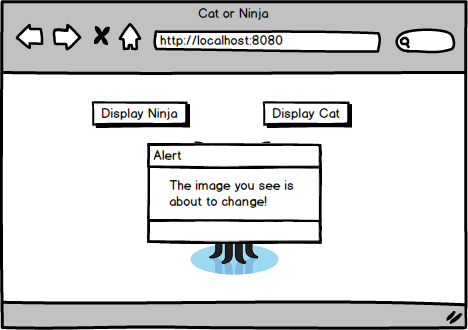 Cat or Ninja
http://localhost:8080
Display Ninja
Display Cat
Alert
The image you see is
about to change!